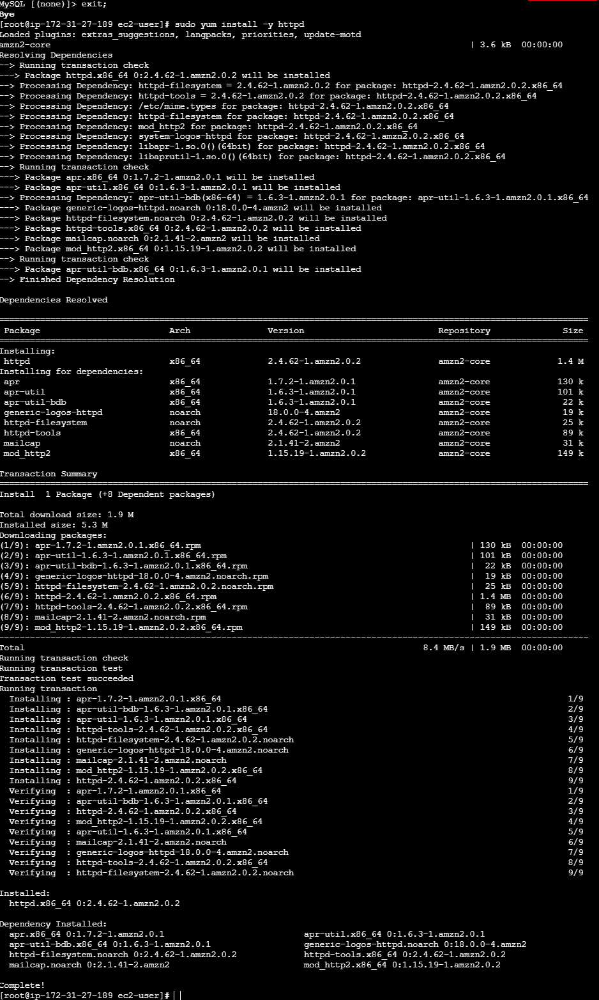 MySQL [(none)]> exit;
Bye
[root@ip-172-31-27-189 ec2-user]# sudo yum install -y httpd
Loaded plugins: extras_suggestions, langpacks, priorities, update-motd
amzn2-core | 3.6 kB 00:00:00
Resolving Dependencies
--> Running transaction check
---> Package httpd.x86_64 0:2.4.62-1.amzn2.0.2 will be installed
--> Processing Dependency: httpd-filesystem = 2.4.62-1.amzn2.0.2 for package: httpd-2.4.62-1.amzn2.0.2.x86_64
--> Processing Dependency: httpd-tools = 2.4.62-1.amzn2.0.2 for package: httpd-2.4.62-1.amzn2.0.2.x86_64
--> Processing Dependency: /etc/mime.types for package: httpd-2.4.62-1.amzn2.0.2.x86_64
--> Processing Dependency: httpd-filesystem for package: httpd-2.4.62-1.amzn2.0.2.x86_64
--> Processing Dependency: mod_http2 for package: httpd-2.4.62-1.amzn2.0.2.x86_64
--> Processing Dependency: system-logos-httpd for package: httpd-2.4.62-1.amzn2.0.2.x86_64
--> Processing Dependency: libapr-1.so.0()(64bit) for package: httpd-2.4.62-1.amzn2.0.2.x86_64
--> Processing Dependency: libaprutil-1.so.0()(64bit) for package: httpd-2.4.62-1.amzn2.0.2.x86_64
--> Running transaction check
---> Package apr.x86_64 0:1.7.2-1.amzn2.0.1 will be installed
---> Package apr-util.x86_64 0:1.6.3-1.amzn2.0.1 will be installed
--> Processing Dependency: apr-util-bdb(x86-64) = 1.6.3-1.amzn2.0.1 for package: apr-util-1.6.3-1.amzn2.0.1.x86_64
---> Package generic-logos-httpd.noarch 0:18.0.0-4.amzn2 will be installed
---> Package httpd-filesystem.noarch 0:2.4.62-1.amzn2.0.2 will be installed
---> Package httpd-tools.x86_64 0:2.4.62-1.amzn2.0.2 will be installed
---> Package mailcap.noarch 0:2.1.41-2.amzn2 will be installed
---> Package mod_http2.x86_64 0:1.15.19-1.amzn2.0.2 will be installed
--> Running transaction check
---> Package apr-util-bdb.x86_64 0:1.6.3-1.amzn2.0.1 will be installed
--> Finished Dependency Resolution
Dependencies Resolved
Package Arch Version Repository Size
Installing:
httpd x86_64 2.4.62-1.amzn2.0.2 amzn2-core 1.4 M
Installing for dependencies:
apr x86_64 1.7.2-1.amzn2.0.1 amzn2-core 130 k
apr-util x86_64 1.6.3-1.amzn2.0.1 amzn2-core 101 k
apr-util-bdb x86_64 1.6.3-1.amzn2.0.1 amzn2-core 22 k
generic-logos-httpd noarch 18.0.0-4.amzn2 amzn2-core 19 k
httpd-filesystem noarch 2.4.62-1.amzn2.0.2 amzn2-core 25 k
httpd-tools x86_64 2.4.62-1.amzn2.0.2 amzn2-core 89 k
mailcap noarch 2.1.41-2.amzn2 amzn2-core 31 k
mod_http2 x86_64 1.15.19-1.amzn2.0.2 amzn2-core 149 k
Transaction Summary
Install 1 Package (+8 Dependent packages)
Total download size: 1.9 M
Installed size: 5.3 M
Downloading packages:
(1/9): apr-1.7.2-1.amzn2.0.1.x86_64.rpm | 130 kB 00:00:00
(2/9): apr-util-1.6.3-1.amzn2.0.1.x86_64.rpm | 101 kB 00:00:00
(3/9): apr-util-bdb-1.6.3-1.amzn2.0.1.x86_64.rpm | 22 kB 00:00:00
(4/9): generic-logos-httpd-18.0.0-4.amzn2.noarch.rpm | 19 kB 00:00:00
(5/9): httpd-filesystem-2.4.62-1.amzn2.0.2.noarch.rpm | 25 kB 00:00:00
(6/9): httpd-2.4.62-1.amzn2.0.2.x86_64.rpm | 1.4 MB 00:00:00
(7/9): httpd-tools-2.4.62-1.amzn2.0.2.x86_64.rpm | 89 kB 00:00:00
(8/9): mailcap-2.1.41-2.amzn2.noarch.rpm | 31 kB 00:00:00
(9/9): mod_http2-1.15.19-1.amzn2.0.2.x86_64.rpm | 149 kB 00:00:00
Total 8.4 MB/s | 1.9 MB 00:00:00
Running transaction check
Running transaction test
Transaction test succeeded
Running transaction
Installing : apr-1.7.2-1.amzn2.0.1.x86_64 1/9
Installing : apr-util-bdb-1.6.3-1.amzn2.0.1.x86_64 2/9
Installing : apr-util-1.6.3-1.amzn2.0.1.x86_64 3/9
Installing : httpd-tools-2.4.62-1.amzn2.0.2.x86_64 4/9
Installing : httpd-filesystem-2.4.62-1.amzn2.0.2.noarch 5/9
Installing : generic-logos-httpd-18.0.0-4.amzn2.noarch 6/9
Installing : mailcap-2.1.41-2.amzn2.noarch 7/9
Installing : mod_http2-1.15.19-1.amzn2.0.2.x86_64 8/9
Installing : httpd-2.4.62-1.amzn2.0.2.x86_64 9/9
Verifying : apr-1.7.2-1.amzn2.0.1.x86_64 1/9
Verifying : apr-util-bdb-1.6.3-1.amzn2.0.1.x86_64 2/9
Verifying : httpd-2.4.62-1.amzn2.0.2.x86_64 3/9
Verifying : mod_http2-1.15.19-1.amzn2.0.2.x86_64 4/9
Verifying : apr-util-1.6.3-1.amzn2.0.1.x86_64 5/9
Verifying : mailcap-2.1.41-2.amzn2.noarch 6/9
Verifying : generic-logos-httpd-18.0.0-4.amzn2.noarch 7/9
Verifying : httpd-tools-2.4.62-1.amzn2.0.2.x86_64 8/9
Verifying : httpd-filesystem-2.4.62-1.amzn2.0.2.noarch 9/9
Installed:
httpd.x86_64 0:2.4.62-1.amzn2.0.2
Dependency Installed:
apr.x86_64 0:1.7.2-1.amzn2.0.1 apr-util.x86_64 0:1.6.3-1.amzn2.0.1
apr-util-bdb.x86_64 0:1.6.3-1.amzn2.0.1 generic-logos-httpd.noarch 0:18.0.0-4.amzn2
httpd-filesystem.noarch 0:2.4.62-1.amzn2.0.2 httpd-tools.x86_64 0:2.4.62-1.amzn2.0.2
mailcap.noarch 0:2.1.41-2.amzn2 mod_http2.x86_64 0:1.15.19-1.amzn2.0.2
Complete!
[root@ip-172-31-27-189 ec2-user]#